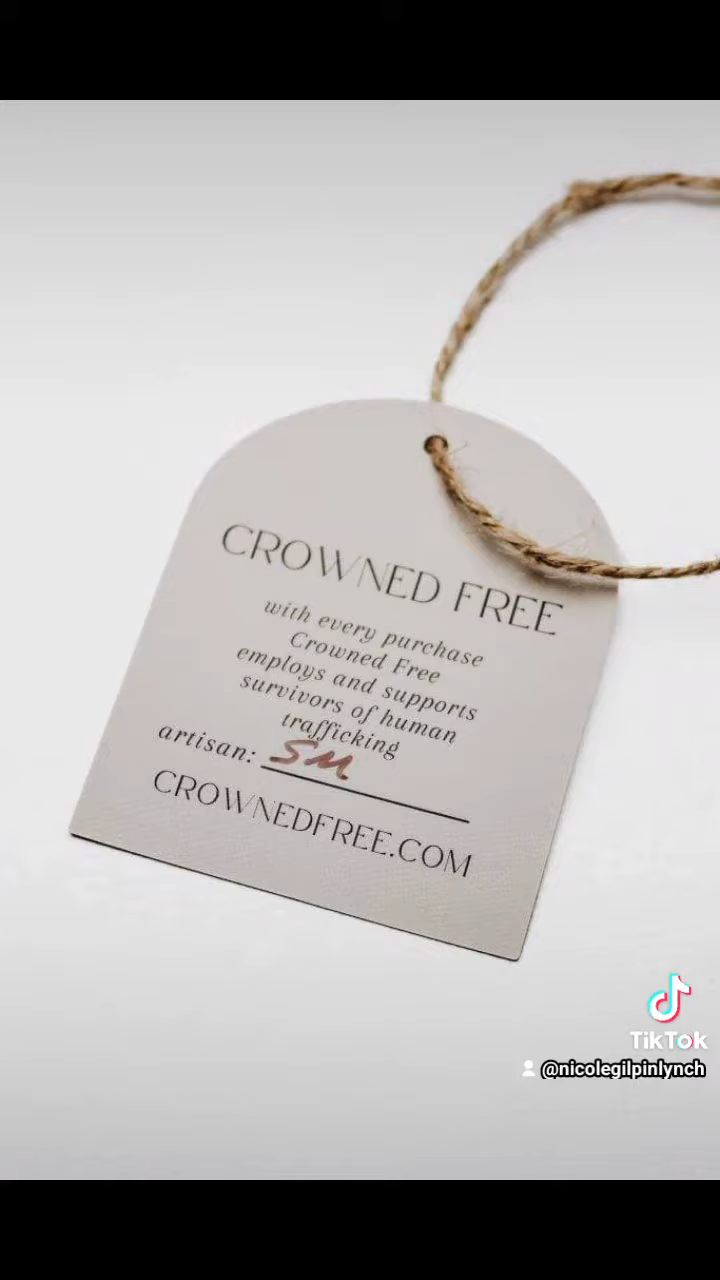 CROWNED FREE
with every purchase
Crowned Free
employs and supports
survivors of human
trafficking
artisan: SM
CROWNEDFREE.COM
TikTok
@nicolegilpinlynch